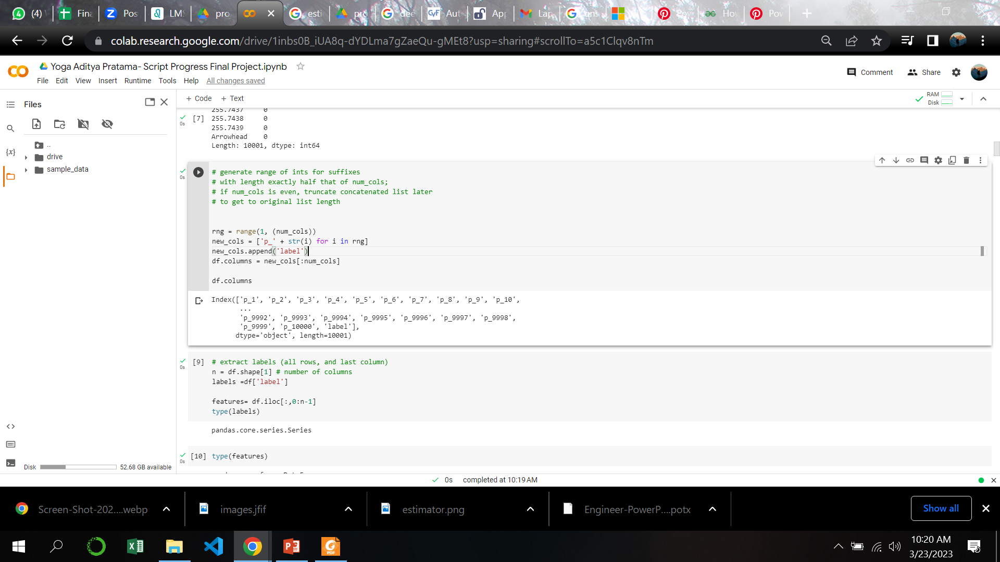 (4)
Fina
Pos
LM
pro
esti
pro
dee
Aut
App
Lap
Ho
colab.research.google.com/drive/1inbs0B_iUA8q-dYDLma7gZaeQu-gMEt8?usp=sharing#scrollTo=a5c1Clqv8nTm
Yoga Aditya Pratama- Script Progress Final Project.ipynb
File Edit View Insert Runtime Tools Help All changes saved
Comment
Share
Files
+ Code + Text
RAM
Disk
..
drive
sample_data
Disk
52.68 GB available
255.7437 0
[7] 255.7438 0
0s
255.7439 0
Arrowhead 0
Length: 10001, dtype: int64
0s
# generate range of ints for suffixes
# with length exactly half that of num_cols;
# if num_cols is even, truncate concatenated list later
# to get to original list length
rng = range(1, (num_cols))
new_cols = ['p_' + str(i) for i in rng]
new_cols.append('label')
df.columns = new_cols[:num_cols]
df.columns
Index(['p_1', 'p_2', 'p_3', 'p_4', 'p_5', 'p_6', 'p_7', 'p_8', 'p_9', 'p_10',
...
'p_9992', 'p_9993', 'p_9994', 'p_9995', 'p_9996', 'p_9997', 'p_9998',
'p_9999', 'p_10000', 'label'],
dtype='object', length=10001)
[9] # extract labels (all rows, and last column)
0s
n = df.shape[1] # number of columns
labels =df['label']
features= df.iloc[:,0:n-1]
type(labels)
pandas.core.series.Series
[10] type(features)
0s
0s completed at 10:19 AM
Screen-Shot-202....webp
images.jfif
estimator.png
Engineer-PowerP....potx
Show all
10:20 AM
3/23/2023